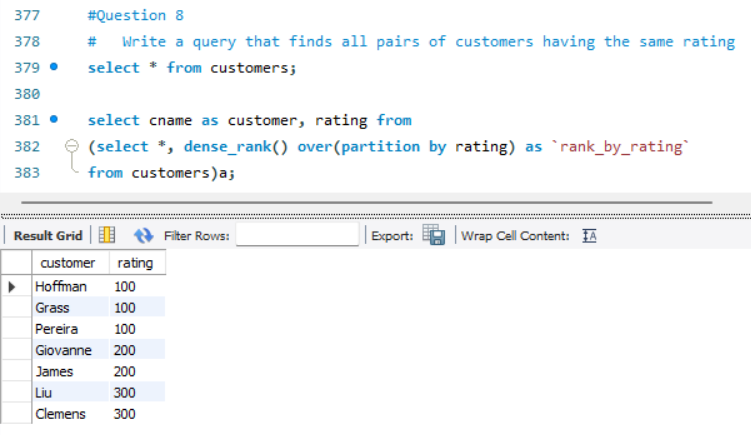 377 #Question 8
378 # Write a query that finds all pairs of customers having the same rating
379 select * from customers;
380
381 select cname as customer, rating from
382 (select *, dense_rank() over(partition by rating) as `rank_by_rating`
383 from customers)a;
Result Grid Filter Rows: Export: Wrap Cell Content: IA
customer rating
Hoffman 100
Grass 100
Pereira 100
Giovanne 200
James 200
Liu 300
Clemens 300